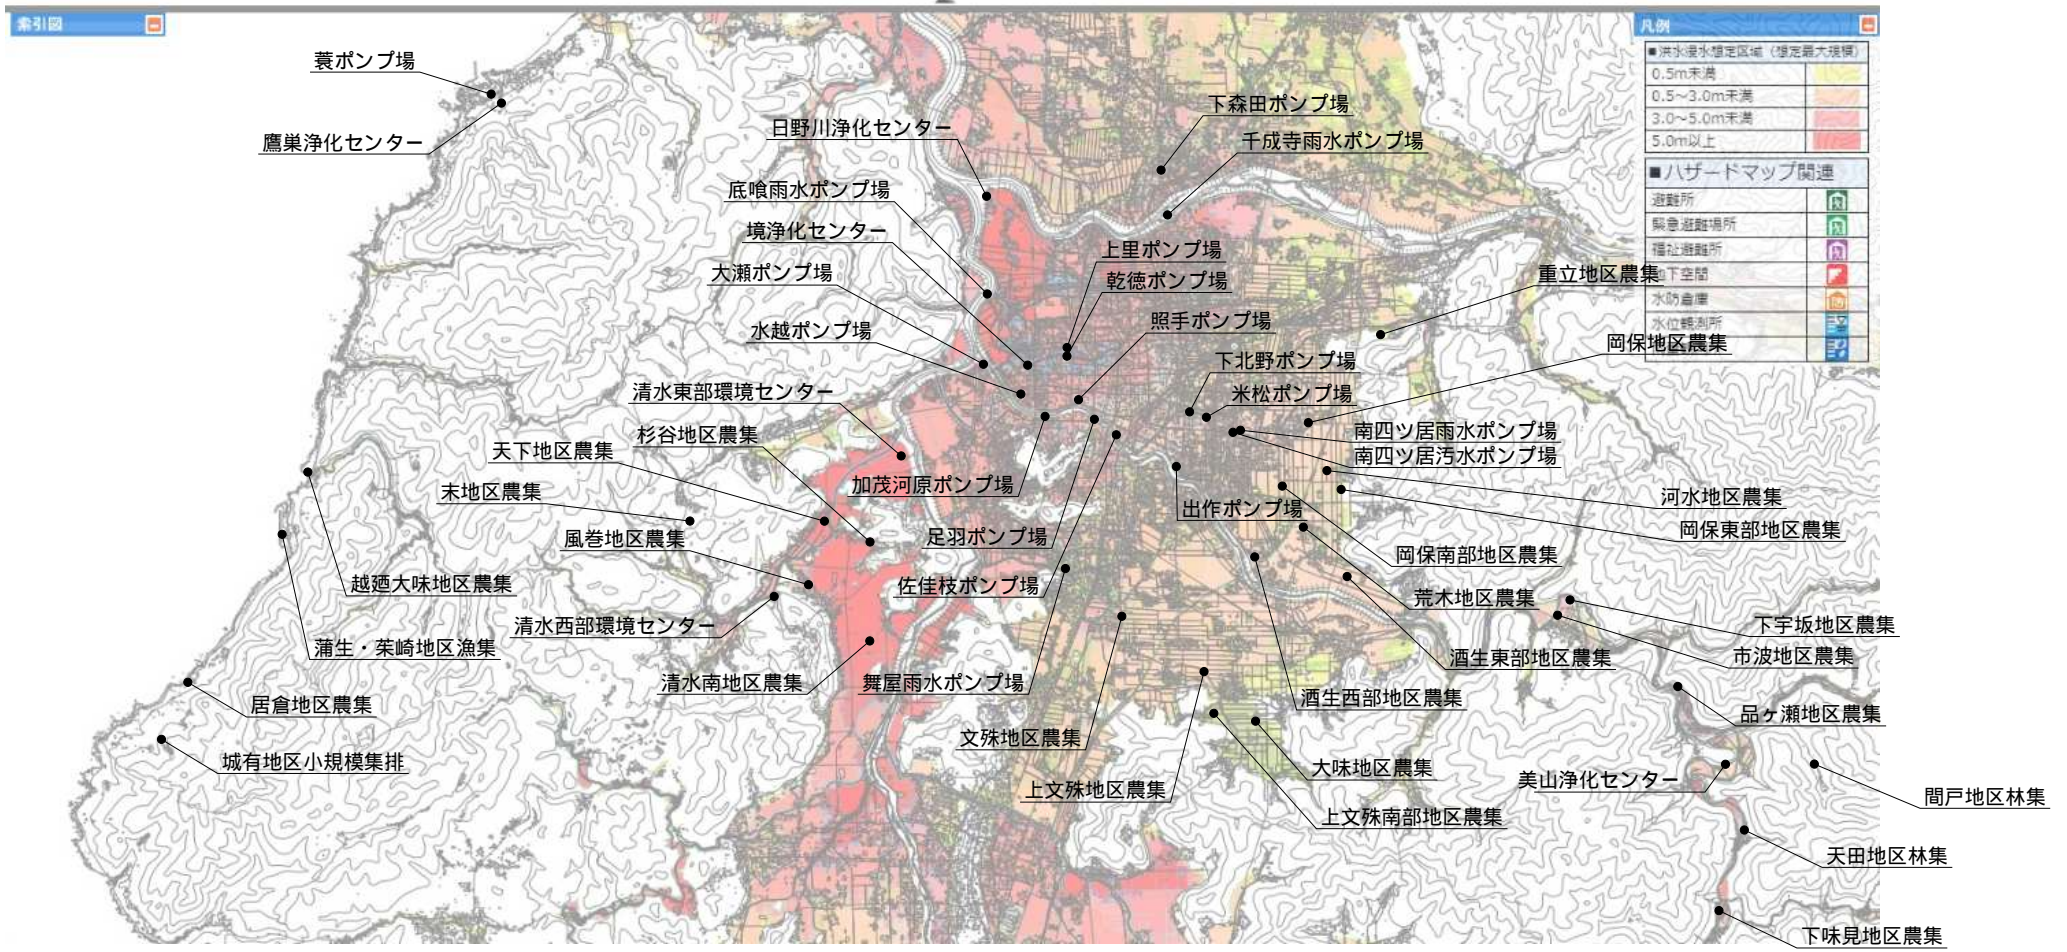 索引図
凡例
■洪水浸水想定区域（想定最大規模）
0.5m未満
0.5～3.0m未満
3.0～5.0m未満
5.0m以上
■ハザードマップ関連
避難所
緊急避難場所
福祉避難所
地下空間
水防倉庫
水位観測所
蓑ポンプ場
鷹巣浄化センター
日野川浄化センター
下森田ポンプ場
千成寺雨水ポンプ場
底喰雨水ポンプ場
境浄化センター
大瀬ポンプ場
水越ポンプ場
上里ポンプ場
乾徳ポンプ場
照手ポンプ場
重立地区農集
岡保地区農集
下北野ポンプ場
米松ポンプ場
清水東部環境センター
杉谷地区農集
天下地区農集
末地区農集
風巻地区農集
南四ツ居雨水ポンプ場
南四ツ居汚水ポンプ場
加茂河原ポンプ場
河水地区農集
出作ポンプ場
岡保東部地区農集
足羽ポンプ場
岡保南部地区農集
越廼大味地区農集
佐佳枝ポンプ場
荒木地区農集
清水西部環境センター
下宇坂地区農集
蒲生・茱崎地区漁集
市波地区農集
酒生東部地区農集
清水南地区農集
舞屋雨水ポンプ場
酒生西部地区農集
居倉地区農集
品ヶ瀬地区農集
文殊地区農集
城有地区小規模集排
大味地区農集
美山浄化センター
上文殊地区農集
間戸地区林集
上文殊南部地区農集
天田地区林集
下味見地区農集